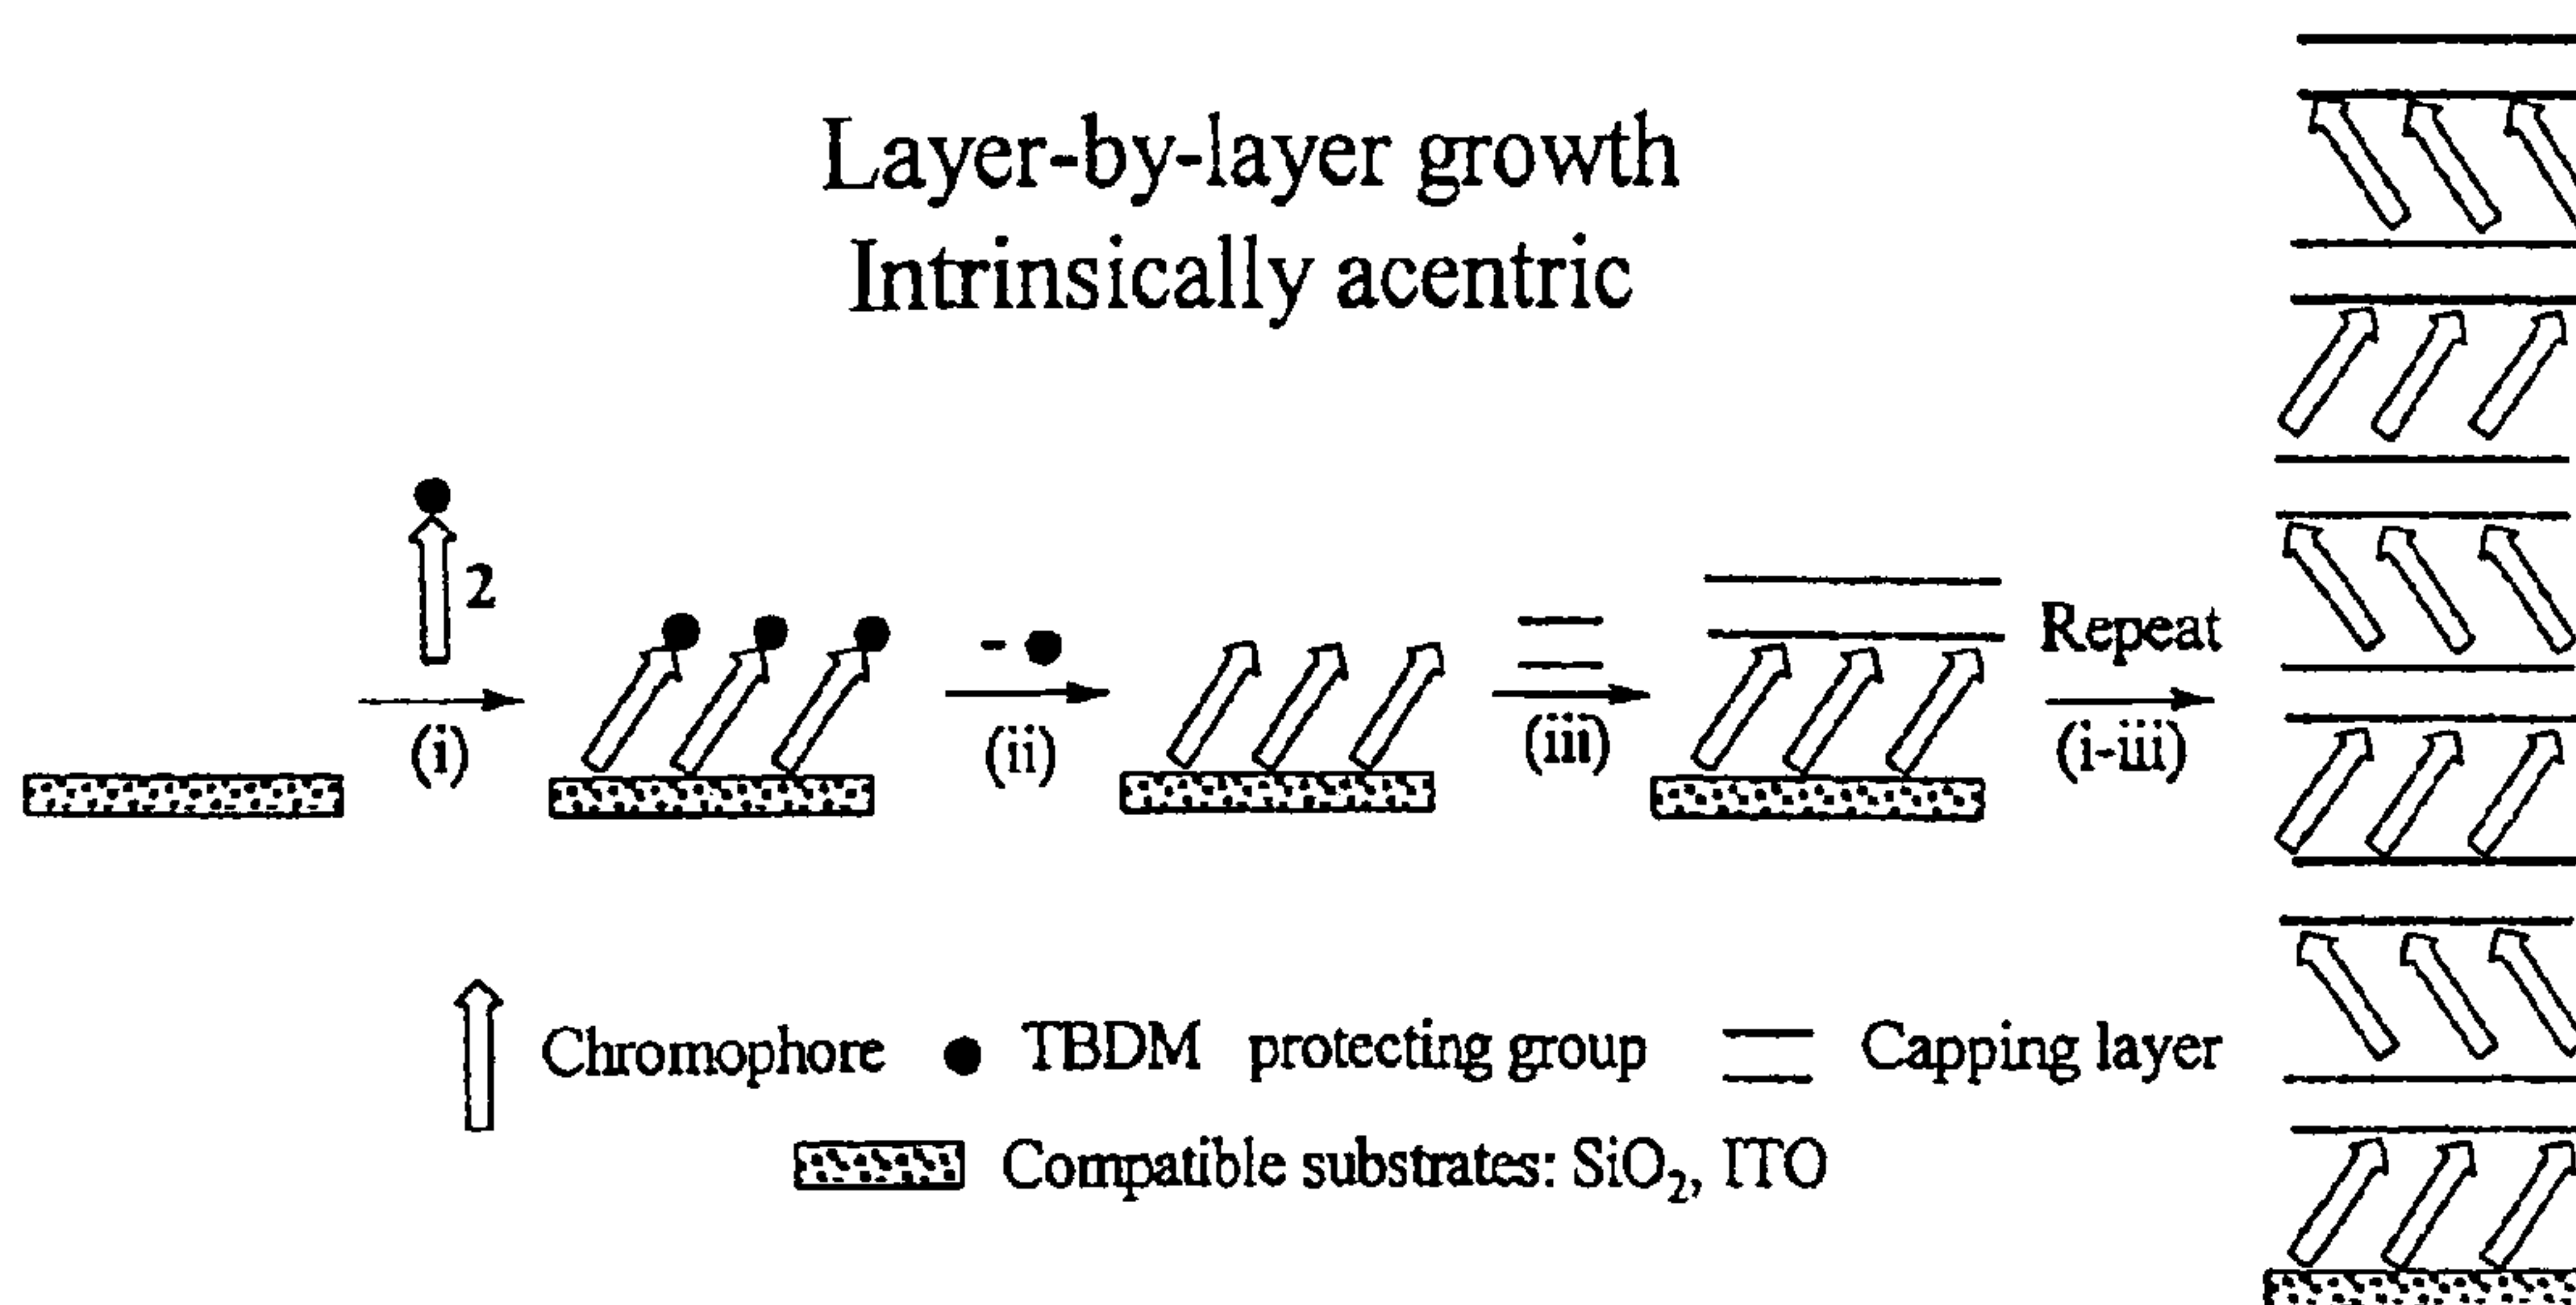 Layer-by-layer growth
Intrinsically acentric
2
(i)
-
(ii)
(iii)
Repeat
(i-iii)
Chromophore
TBDM protecting group
Capping layer
Compatible substrates: SiO₂, ITO